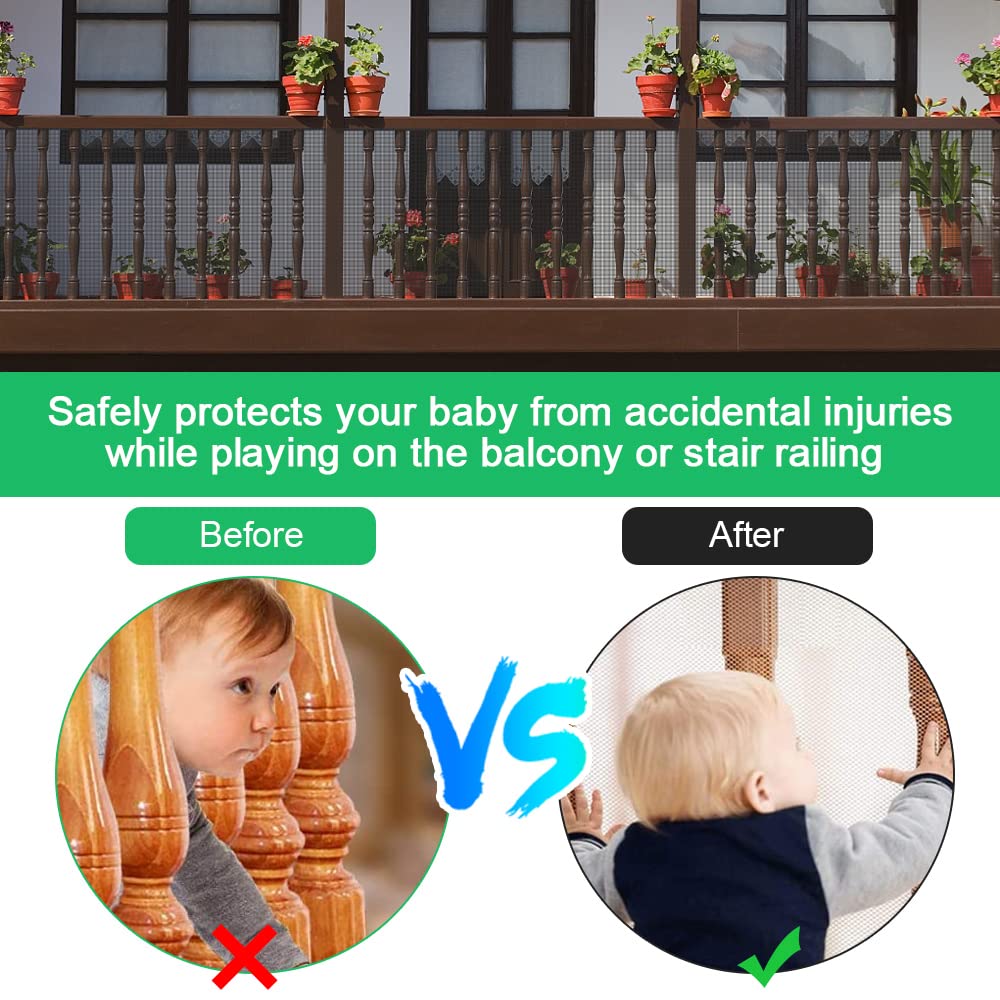 Safely protects your baby from accidental injuries
while playing on the balcony or stair railing
Before
After
VS